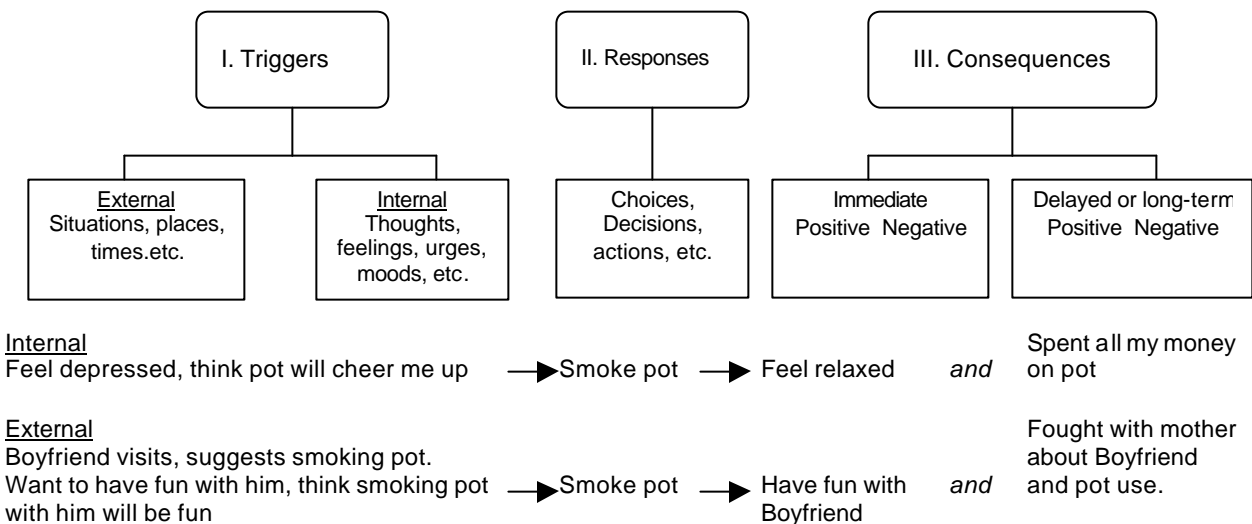 I. Triggers
II. Responses
III. Consequences
External
Situations, places,
times.etc.
Internal
Thoughts,
feelings, urges,
moods, etc.
Choices,
Decisions,
actions, etc.
Immediate
Positive Negative
Delayed or long-term
Positive Negative
Internal
Feel depressed, think pot will cheer me up
Smoke pot
Feel relaxed
and
Spent all my money
on pot
External
Boyfriend visits, suggests smoking pot.
Want to have fun with him, think smoking pot
with him will be fun
Smoke pot
Have fun with
Boyfriend
and
Fought with mother
about Boyfriend
and pot use.